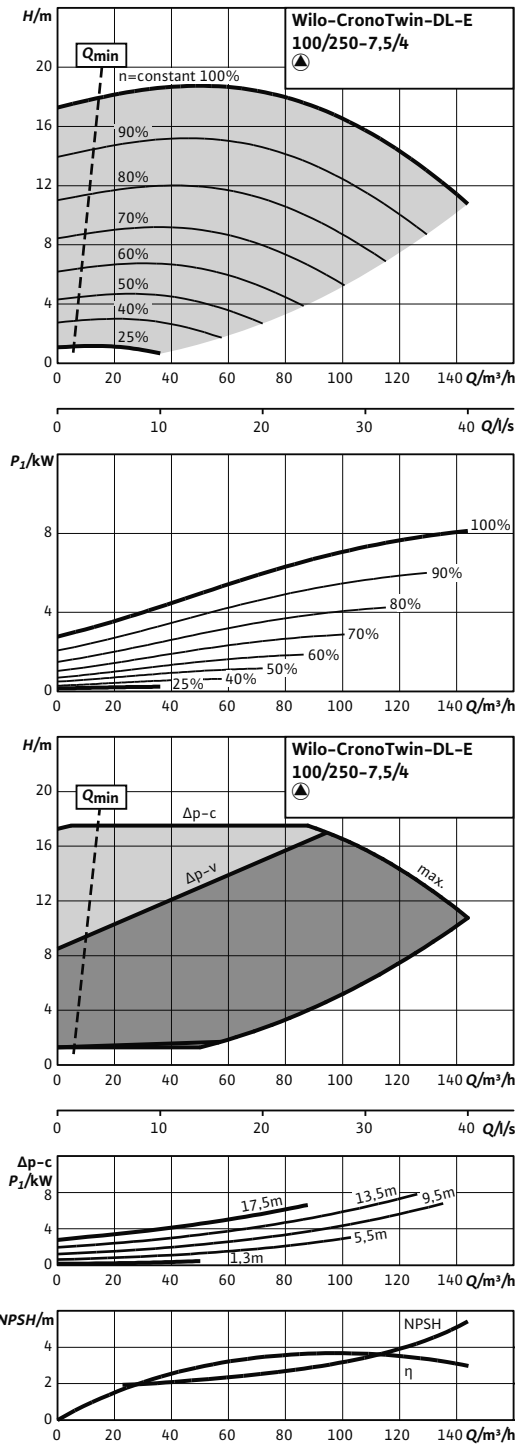 H/m
Wilo-CronoTwin-DL-E
100/250-7,5/4
Qmin
n=constant 100%
20
90%
16
80%
12
70%
8
60%
50%
4
40%
25%
0
0 20 40 60 80 100 120 140 Q/m³/h
0 10 20 30 40 Q/l/s
P1/kW
100%
8
90%
80%
4
70%
60%
50%
40%
25%
0
0 20 40 60 80 100 120 140 Q/m³/h
H/m
Wilo-CronoTwin-DL-E
100/250-7,5/4
Qmin
20
Δp-c
16
Δp-v
max.
12
8
4
0
0 20 40 60 80 100 120 140 Q/m³/h
0 10 20 30 40 Q/l/s
Δp-c
P1/kW
8
17,5m
13,5m
9,5m
4
5,5m
1,3m
0
0 20 40 60 80 100 120 140 Q/m³/h
NPSH/m
NPSH
4
η
2
0
0 20 40 60 80 100 120 140 Q/m³/h